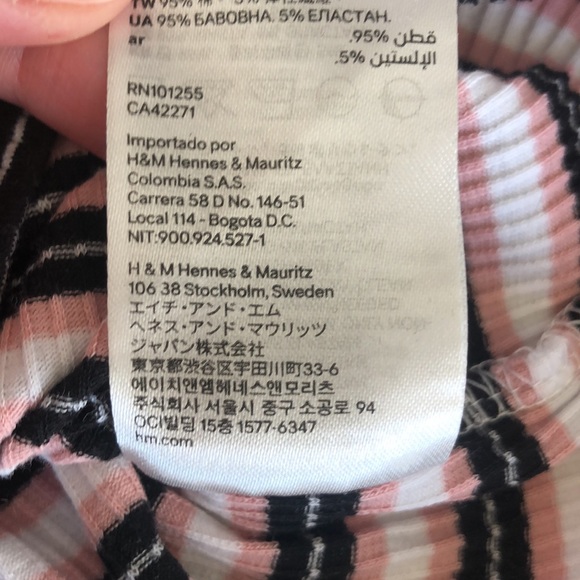 TW 95% 棉
UA 95% БАВОВНА. 5% ЕЛАСТАН.
ar قطن 95%.
الإلستين 5%.
RN101255
CA42271
Importado por
H&M Hennes & Mauritz
Colombia S.A.S.
Carrera 58 D No. 146-51
Local 114 - Bogota D.C.
NIT:900.924.527-1
H & M Hennes & Mauritz
106 38 Stockholm, Sweden
エイチ・アンド・エム
ヘネス・アンド・マウリッツ
ジャパン株式会社
東京都渋谷区宇田川町33-6
에이치앤엠헤네스앤모리츠
주식회사 서울시 중구 소공로 94
OCI빌딩 15층 1577-6347
hm.com